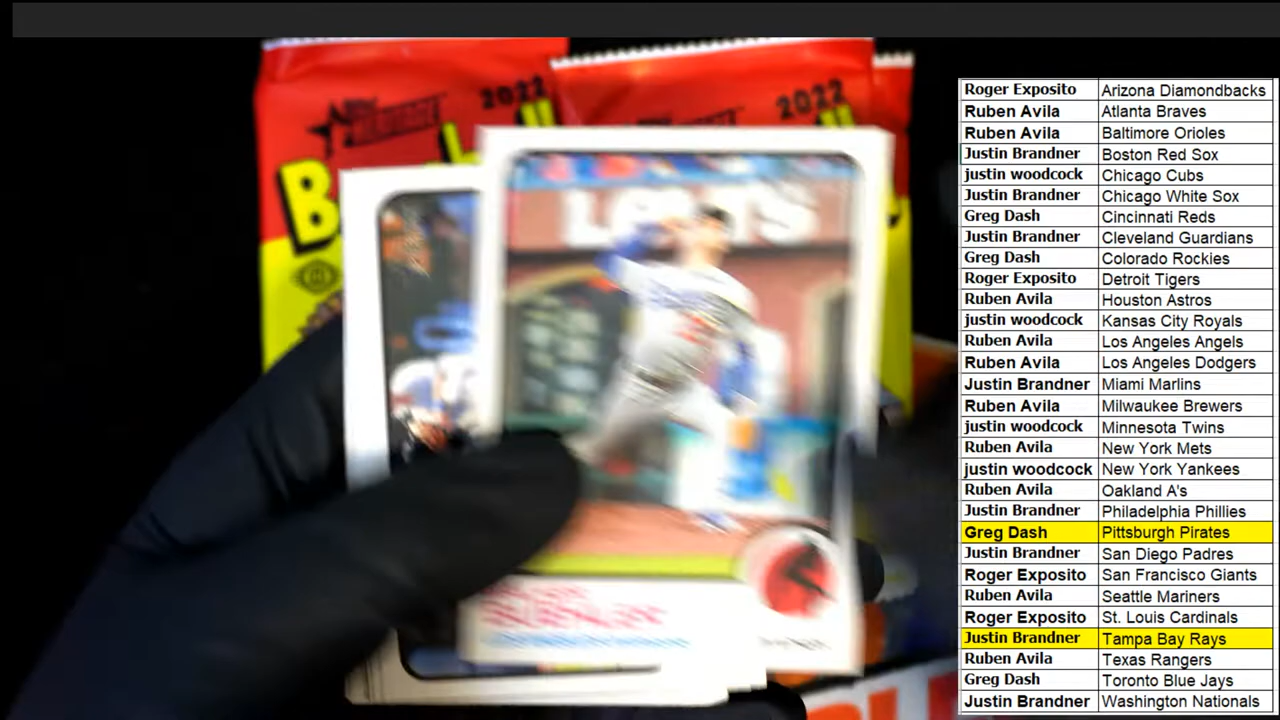 2022
2022
Roger Exposito Arizona Diamondbacks
Ruben Avila Atlanta Braves
Ruben Avila Baltimore Orioles
Justin Brandner Boston Red Sox
justin woodcock Chicago Cubs
Justin Brandner Chicago White Sox
Greg Dash Cincinnati Reds
Justin Brandner Cleveland Guardians
Greg Dash Colorado Rockies
Roger Exposito Detroit Tigers
Ruben Avila Houston Astros
justin woodcock Kansas City Royals
Ruben Avila Los Angeles Angels
Ruben Avila Los Angeles Dodgers
Justin Brandner Miami Marlins
Ruben Avila Milwaukee Brewers
justin woodcock Minnesota Twins
Ruben Avila New York Mets
justin woodcock New York Yankees
Ruben Avila Oakland A's
Justin Brandner Philadelphia Phillies
Greg Dash Pittsburgh Pirates
Justin Brandner San Diego Padres
Roger Exposito San Francisco Giants
Ruben Avila Seattle Mariners
Roger Exposito St. Louis Cardinals
Justin Brandner Tampa Bay Rays
Ruben Avila Texas Rangers
Greg Dash Toronto Blue Jays
Justin Brandner Washington Nationals